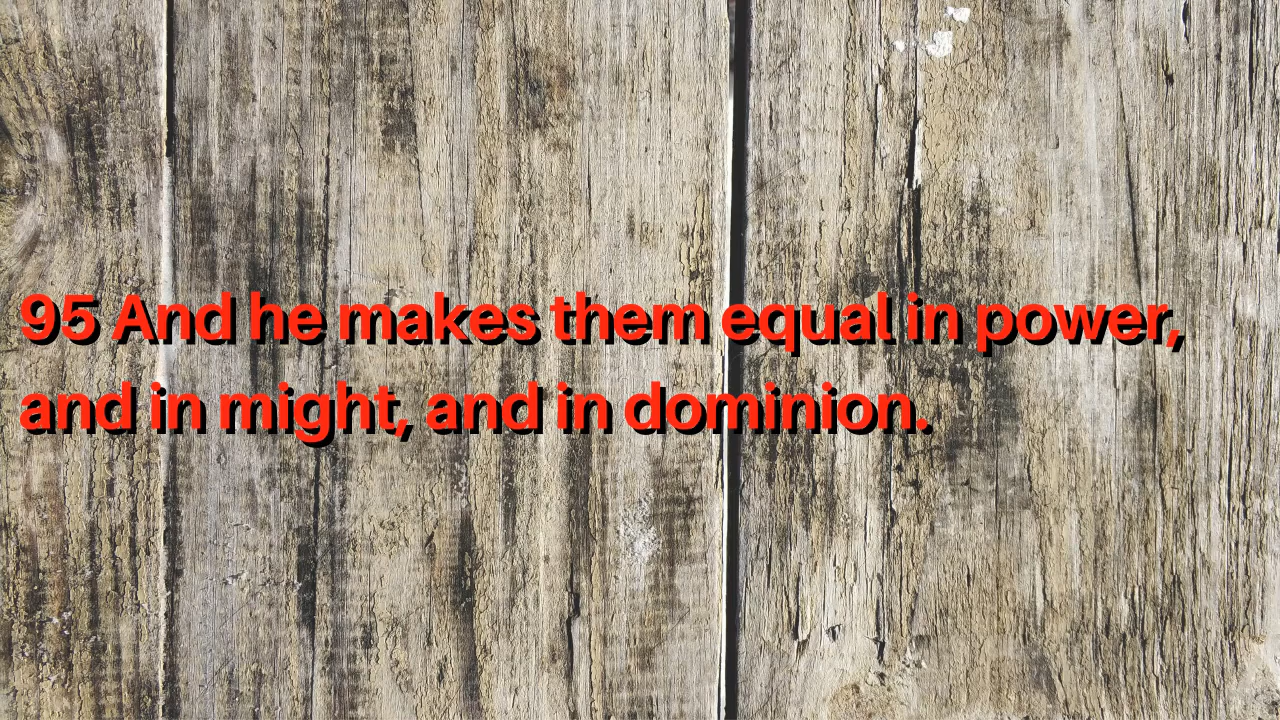 95 And he makes them equal in power,
and in might, and in dominion.